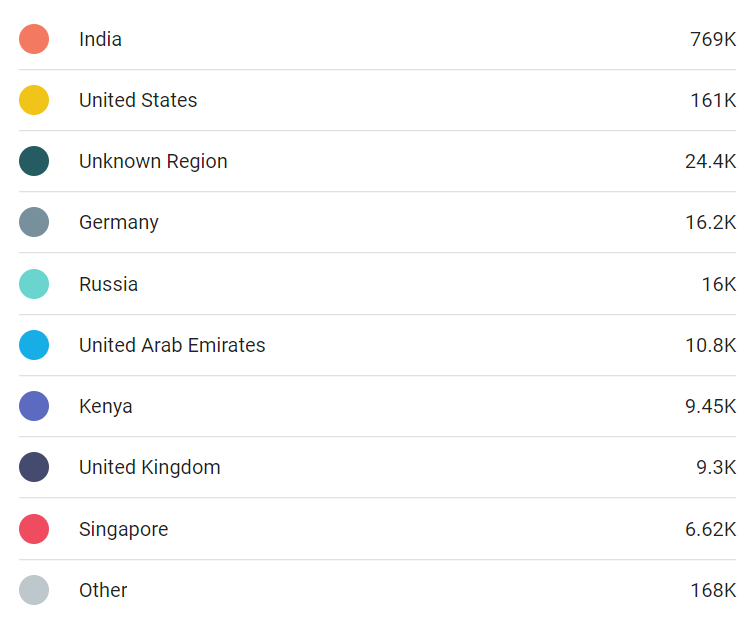 India 769K
United States 161K
Unknown Region 24.4K
Germany 16.2K
Russia 16K
United Arab Emirates 10.8K
Kenya 9.45K
United Kingdom 9.3K
Singapore 6.62K
Other 168K